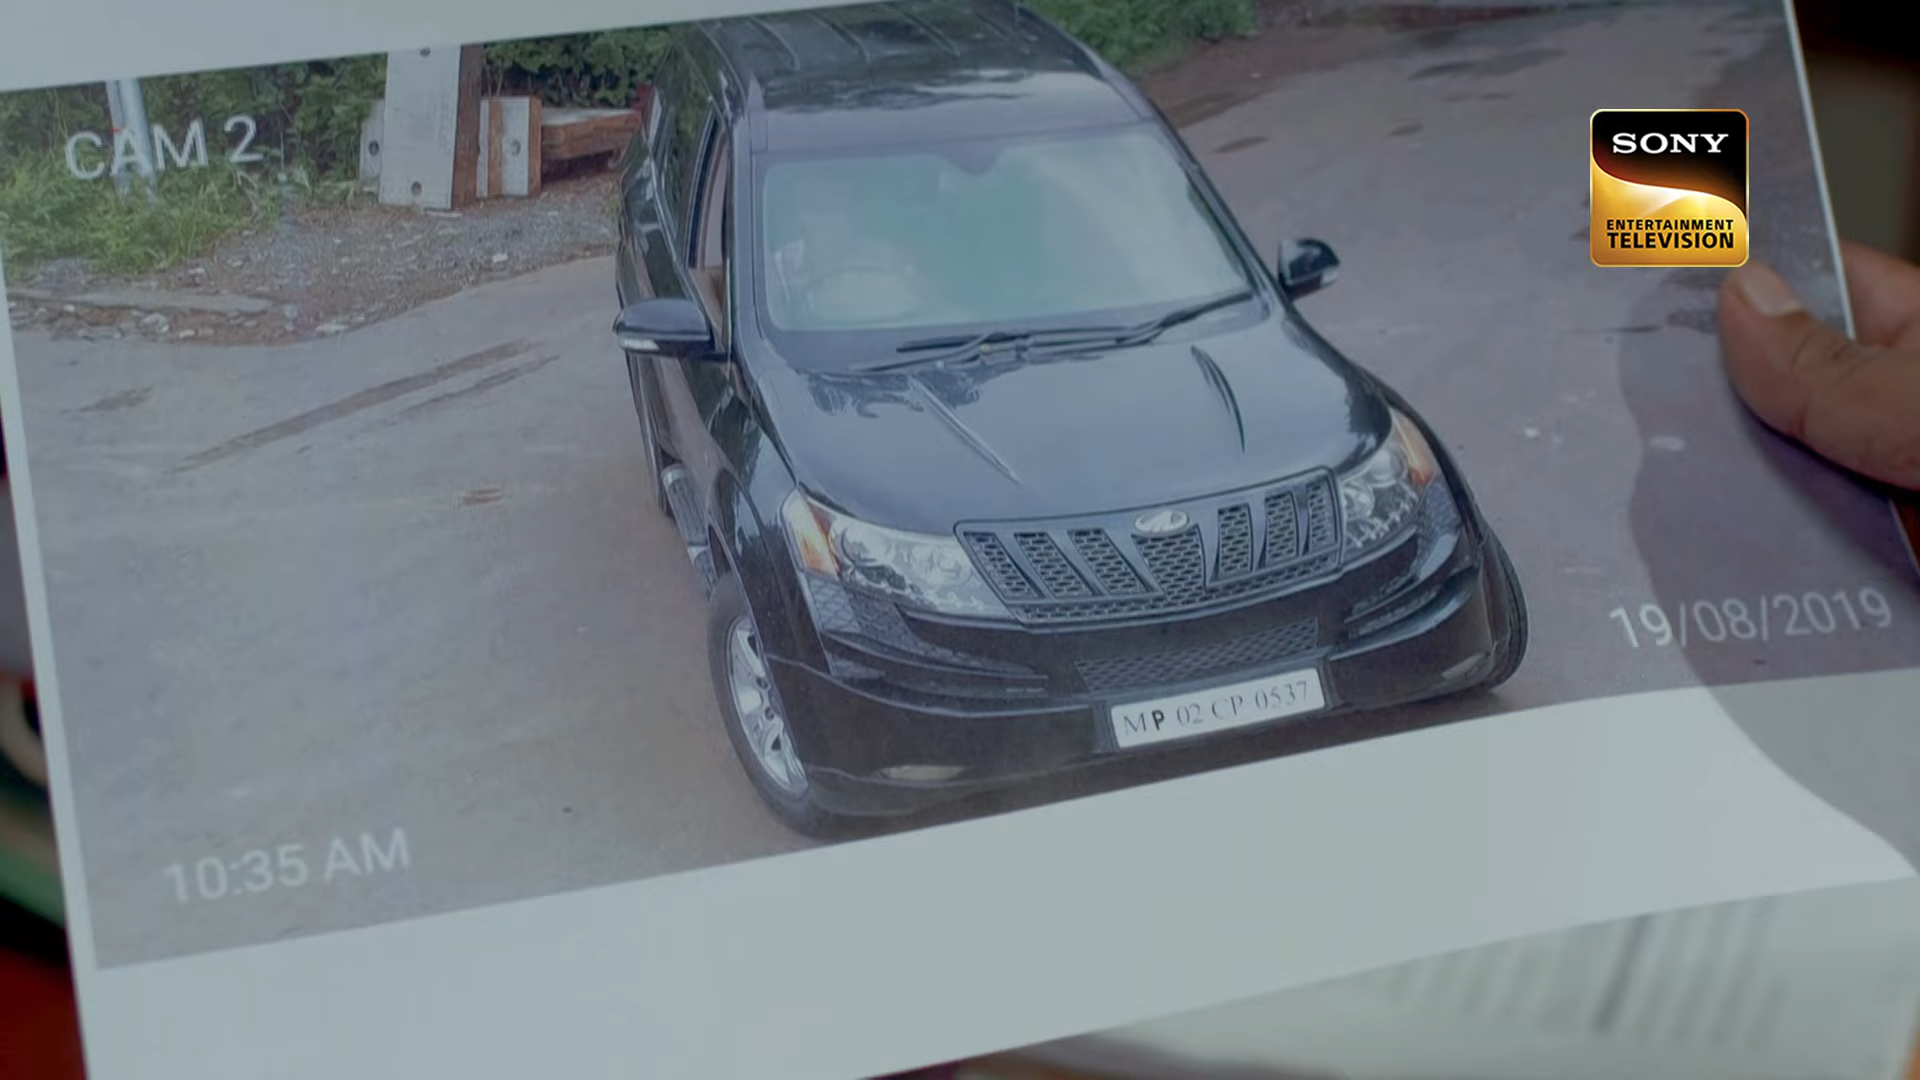 CAM 2
SONY
ENTERTAINMENT
TELEVISION
19/08/2019
MP 02 CP 0537
10:35 AM